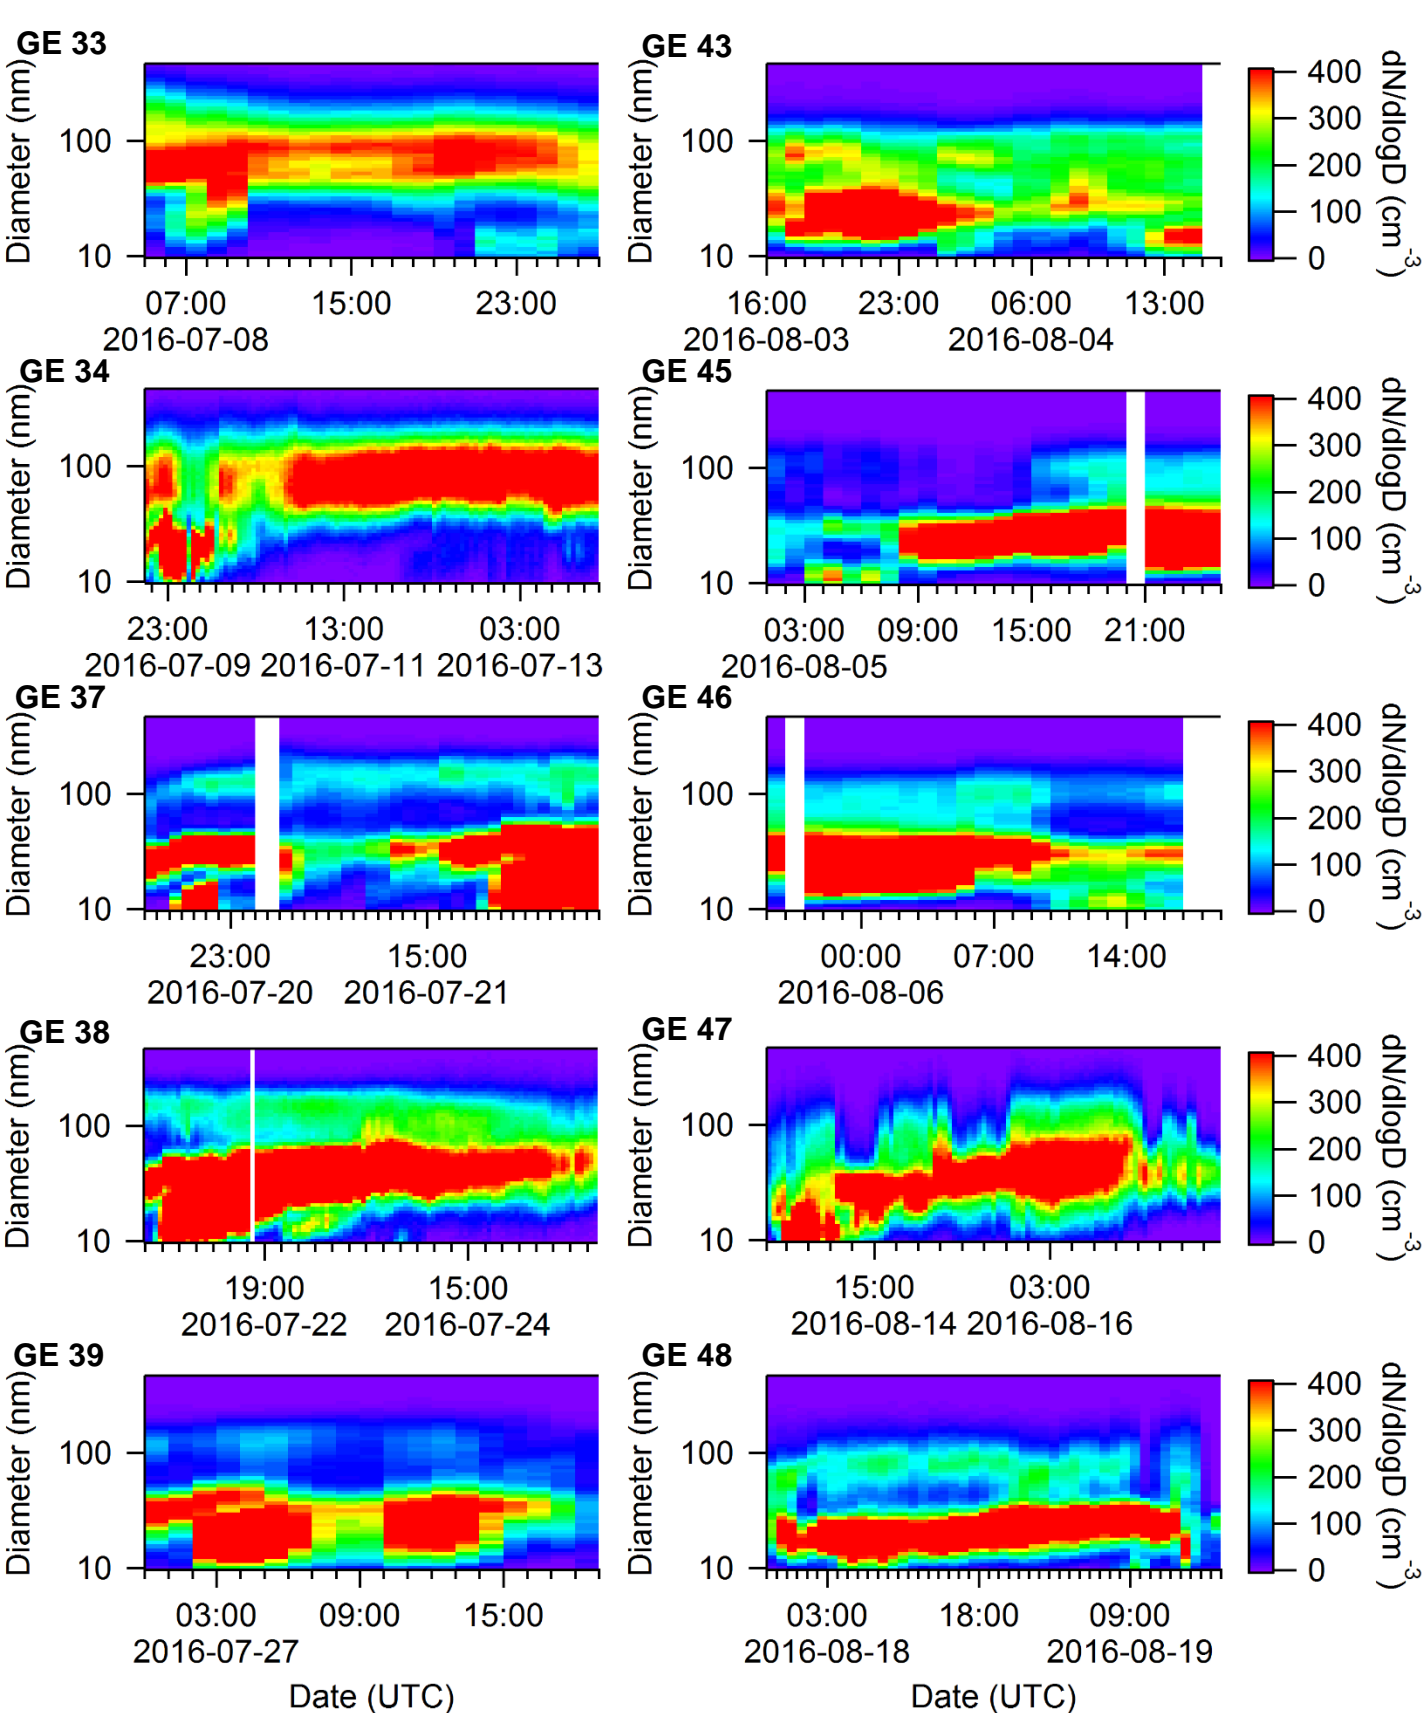 GE 33
Diameter (nm)
100
10
07:00 15:00 23:00
2016-07-08
GE 43
Diameter (nm)
100
10
16:00 23:00 06:00 13:00
2016-08-03 2016-08-04
400
300
200
100
0
dN/dlogD (cm-3)
GE 34
Diameter (nm)
100
10
23:00 13:00 03:00
2016-07-09 2016-07-11 2016-07-13
GE 45
Diameter (nm)
100
10
03:00 09:00 15:00 21:00
2016-08-05
400
300
200
100
0
dN/dlogD (cm-3)
GE 37
Diameter (nm)
100
10
23:00 15:00
2016-07-20 2016-07-21
GE 46
Diameter (nm)
100
10
00:00 07:00 14:00
2016-08-06
400
300
200
100
0
dN/dlogD (cm-3)
GE 38
Diameter (nm)
100
10
19:00 15:00
2016-07-22 2016-07-24
GE 47
Diameter (nm)
100
10
15:00 03:00
2016-08-14 2016-08-16
400
300
200
100
0
dN/dlogD (cm-3)
GE 39
Diameter (nm)
100
10
03:00 09:00 15:00
2016-07-27
Date (UTC)
GE 48
Diameter (nm)
100
10
03:00 18:00 09:00
2016-08-18 2016-08-19
Date (UTC)
400
300
200
100
0
dN/dlogD (cm-3)